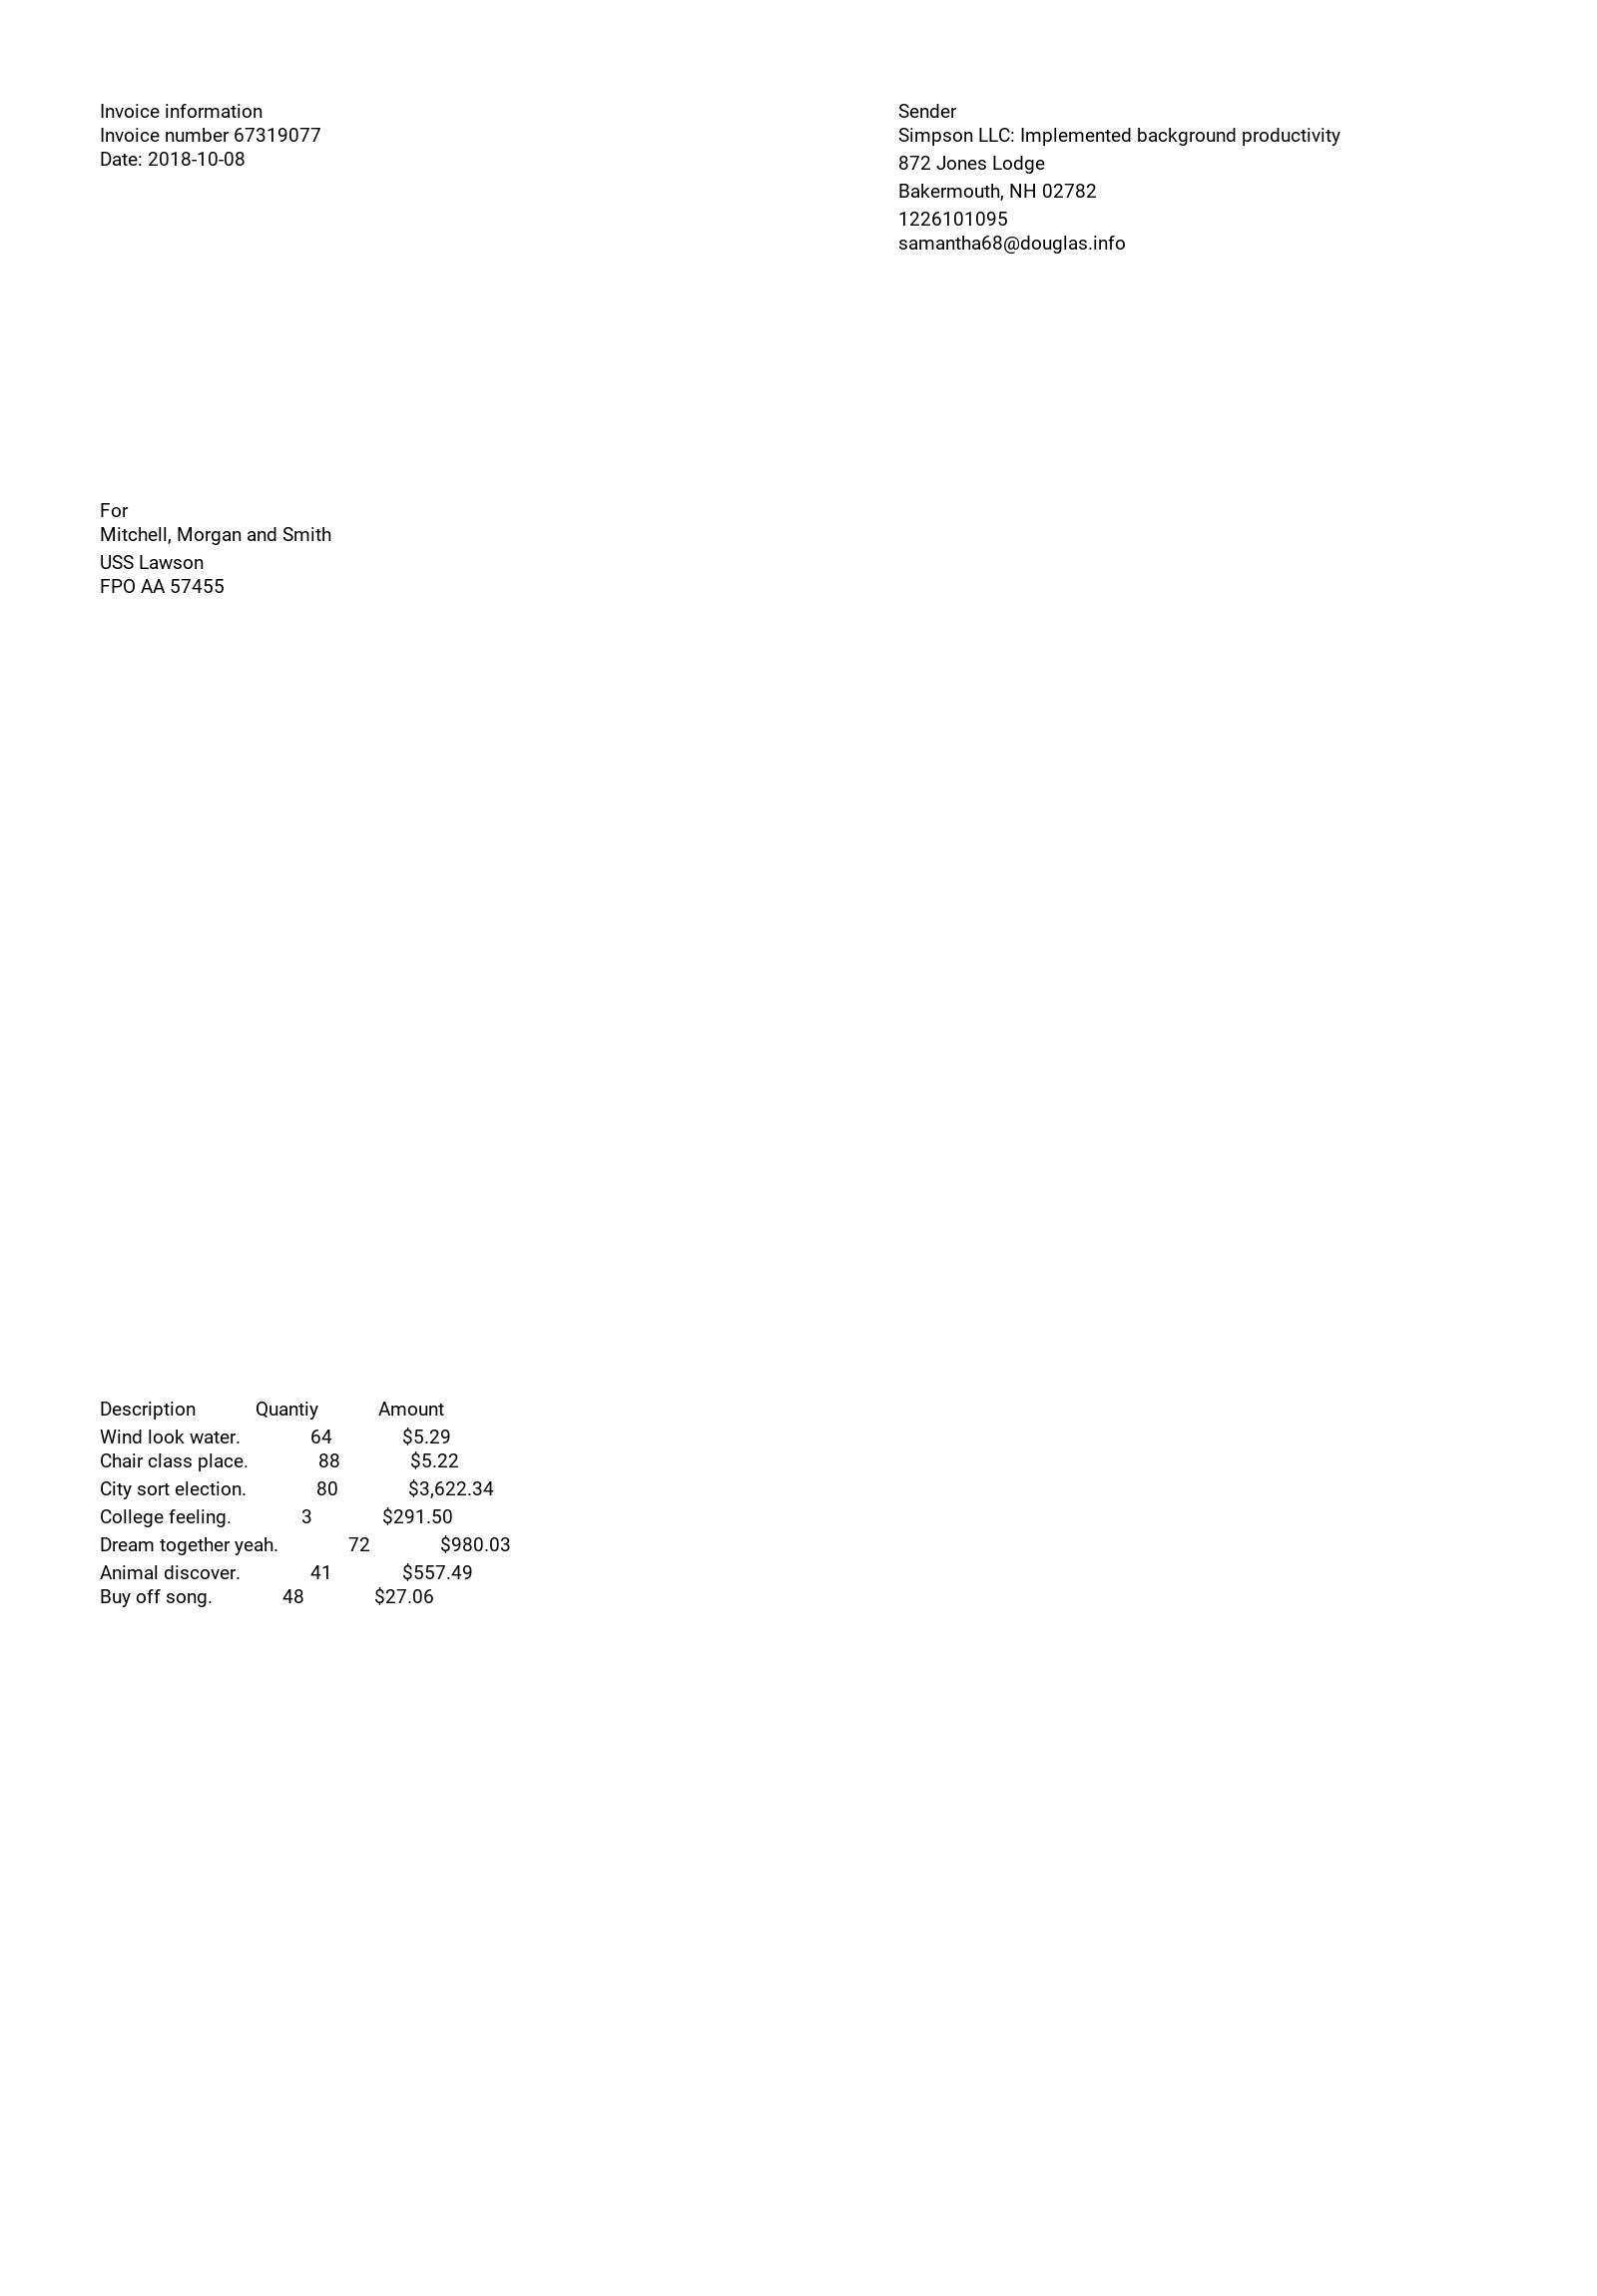 Invoice information
Invoice number 67319077
Date: 2018-10-08
Sender
Simpson LLC: Implemented background productivity
872 Jones Lodge
Bakermouth, NH 02782
1226101095
samantha68@douglas.info
For
Mitchell, Morgan and Smith
USS Lawson
FPO AA 57455
Description Quantiy Amount
Wind look water. 64 $5.29
Chair class place. 88 $5.22
City sort election. 80 $3,622.34
College feeling. 3 $291.50
Dream together yeah. 72 $980.03
Animal discover. 41 $557.49
Buy off song. 48 $27.06